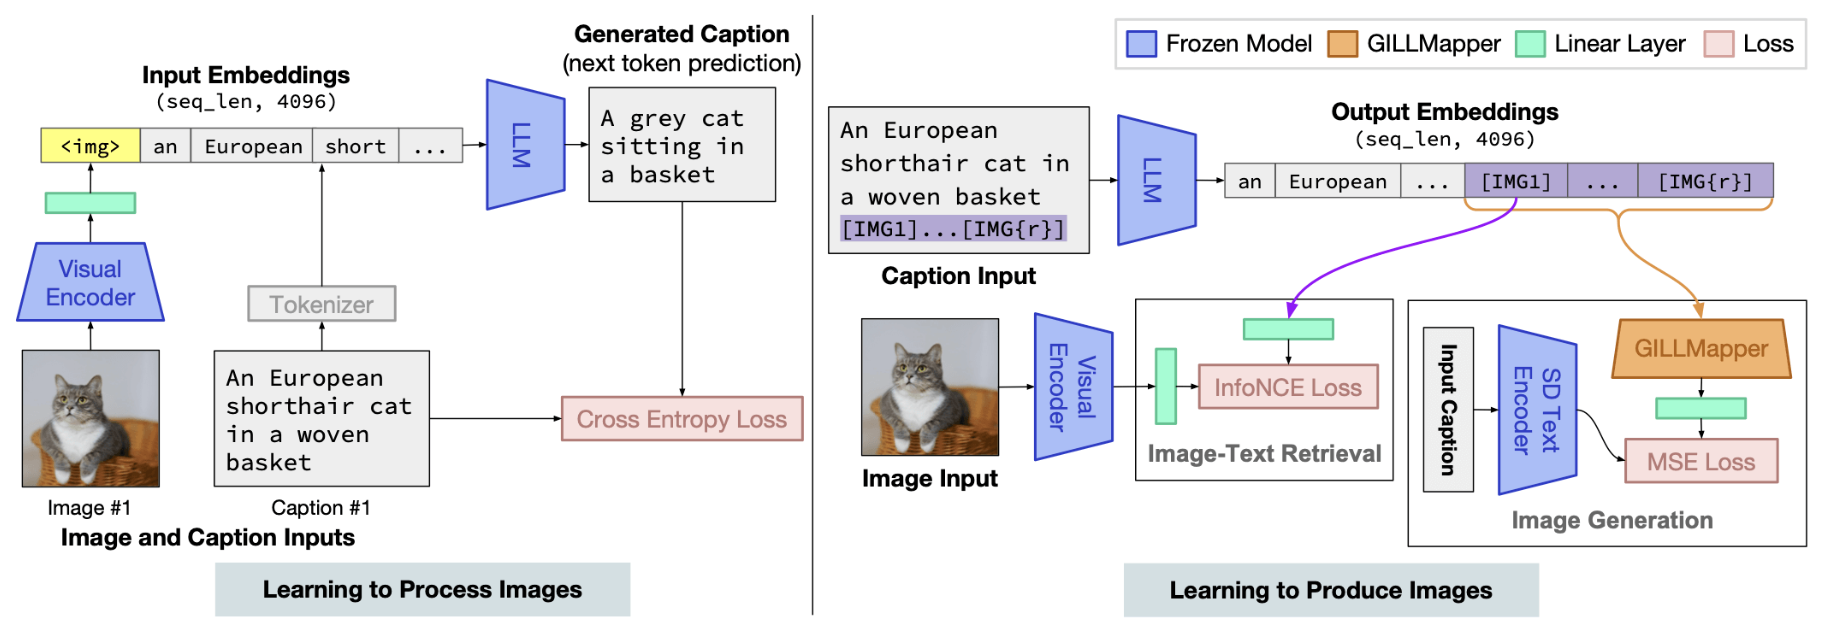 Generated Caption
(next token prediction)
Input Embeddings
(seq_len, 4096)
<img> an European short ...
LLM
A grey cat
sitting in
a basket
Visual
Encoder
Tokenizer
An European
shorthair cat
in a woven
basket
Cross Entropy Loss
Image #1
Caption #1
Image and Caption Inputs
Learning to Process Images
Frozen Model GILLMapper Linear Layer Loss
An European
shorthair cat in
a woven basket
[IMG1]...[IMG{r}]
Caption Input
LLM
Output Embeddings
(seq_len, 4096)
an European ... [IMG1] ... [IMG{r}]
Image Input
Visual
Encoder
InfoNCE Loss
Image-Text Retrieval
Input Caption
SD Text
Encoder
GILLMapper
MSE Loss
Image Generation
Learning to Produce Images